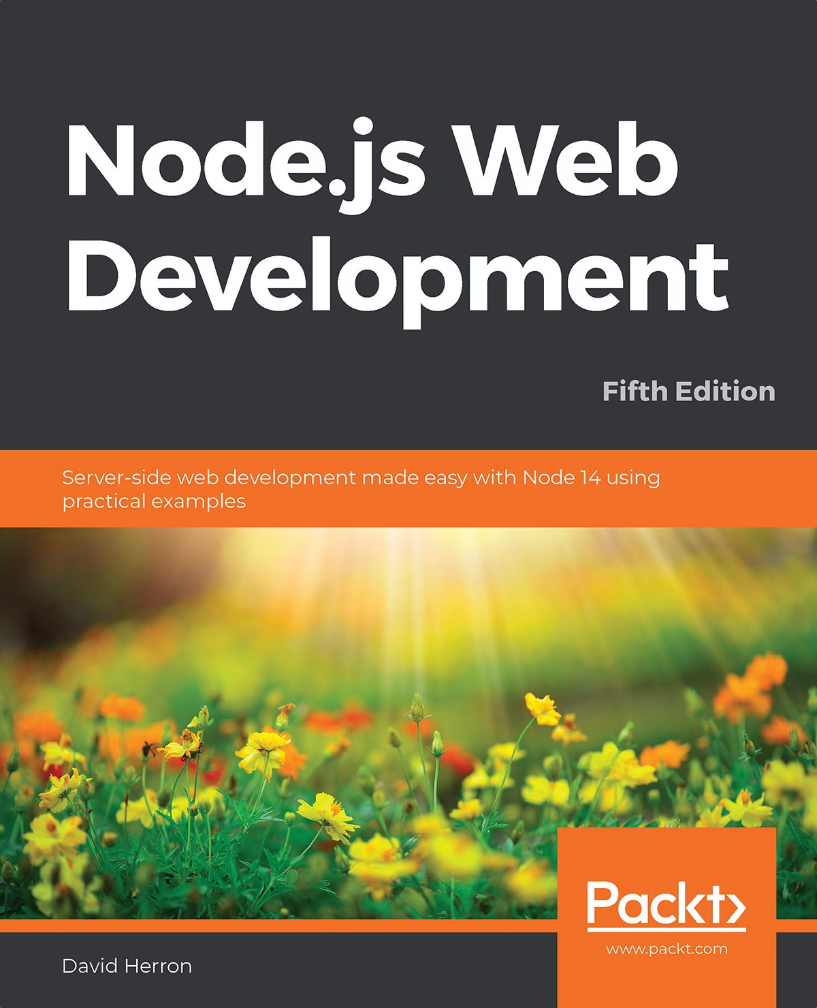 Node.js Web
Development
Fifth Edition
Server-side web development made easy with Node 14 using
practical examples
Packt>
www.packt.com
David Herron